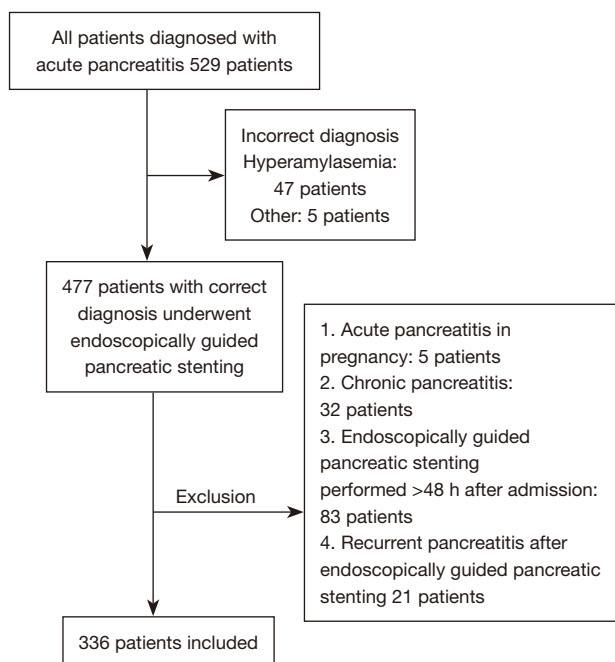 All patients diagnosed with
acute pancreatitis 529 patients
Incorrect diagnosis
Hyperamylasemia:
47 patients
Other: 5 patients
477 patients with correct
diagnosis underwent
endoscopically guided
pancreatic stenting
1. Acute pancreatitis in
pregnancy: 5 patients
2. Chronic pancreatitis:
32 patients
3. Endoscopically guided
pancreatic stenting
performed >48 h after admission:
83 patients
4. Recurrent pancreatitis after
endoscopically guided pancreatic
stenting 21 patients
Exclusion
336 patients included